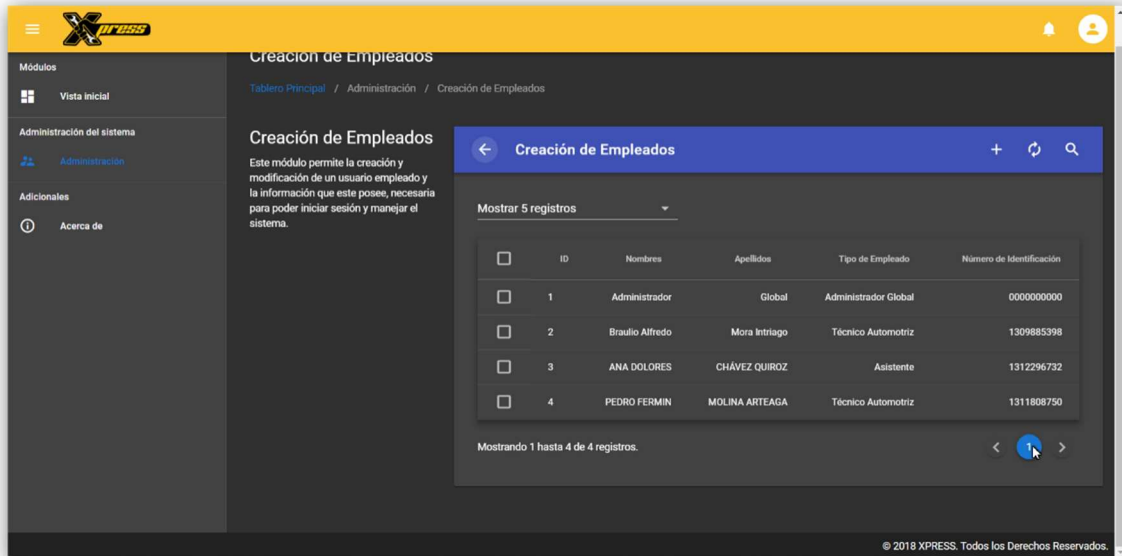 Xpress
Módulos
Vista inicial
Administración del sistema
Administración
Adicionales
Acerca de
Creación de Empleados
Tablero Principal / Administración / Creación de Empleados
Creación de Empleados
Este módulo permite la creación y
modificación de un usuario empleado y
la información que este posee, necesaria
para poder iniciar sesión y manejar el
sistema.
Creación de Empleados
Mostrar 5 registros
ID Nombres Apellidos Tipo de Empleado Número de Identificación
1 Administrador Global Administrador Global 0000000000
2 Braulio Alfredo Mora Intriago Técnico Automotriz 1309885398
3 ANA DOLORES CHÁVEZ QUIROZ Asistente 1312296732
4 PEDRO FERMIN MOLINA ARTEAGA Técnico Automotriz 1311808750
Mostrando 1 hasta 4 de 4 registros.
1
© 2018 XPRESS. Todos los Derechos Reservados.